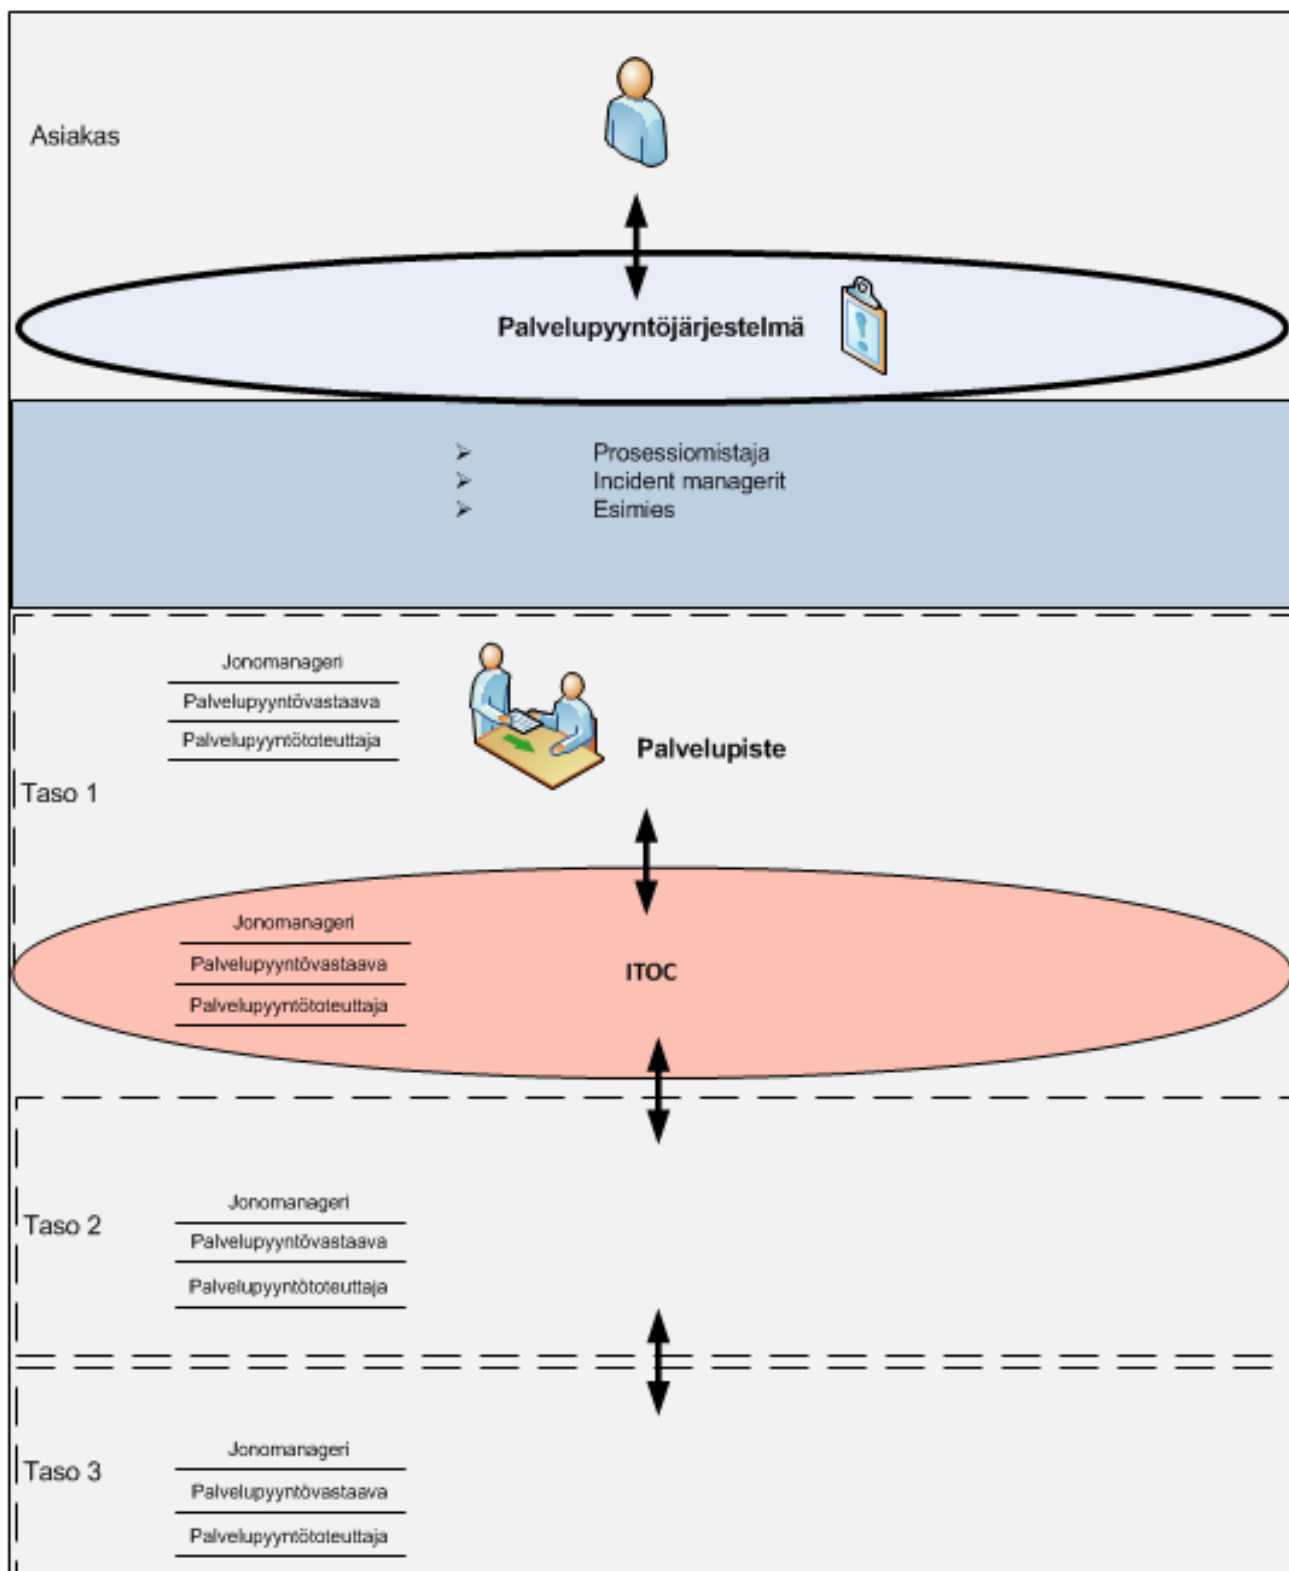 Asiakas
Palvelupyyntöjärjestelmä
Prosessiomistaja
Incident managerit
Esimies
Jonomanageri
Palvelupyyntövastaava
Palvelupyyntötoteuttaja
Palvelupiste
Taso 1
Jonomanageri
Palvelupyyntövastaava
Palvelupyyntötoteuttaja
ITOC
Jonomanageri
Taso 2
Palvelupyyntövastaava
Palvelupyyntötoteuttaja
Jonomanageri
Taso 3
Palvelupyyntövastaava
Palvelupyyntötoteuttaja